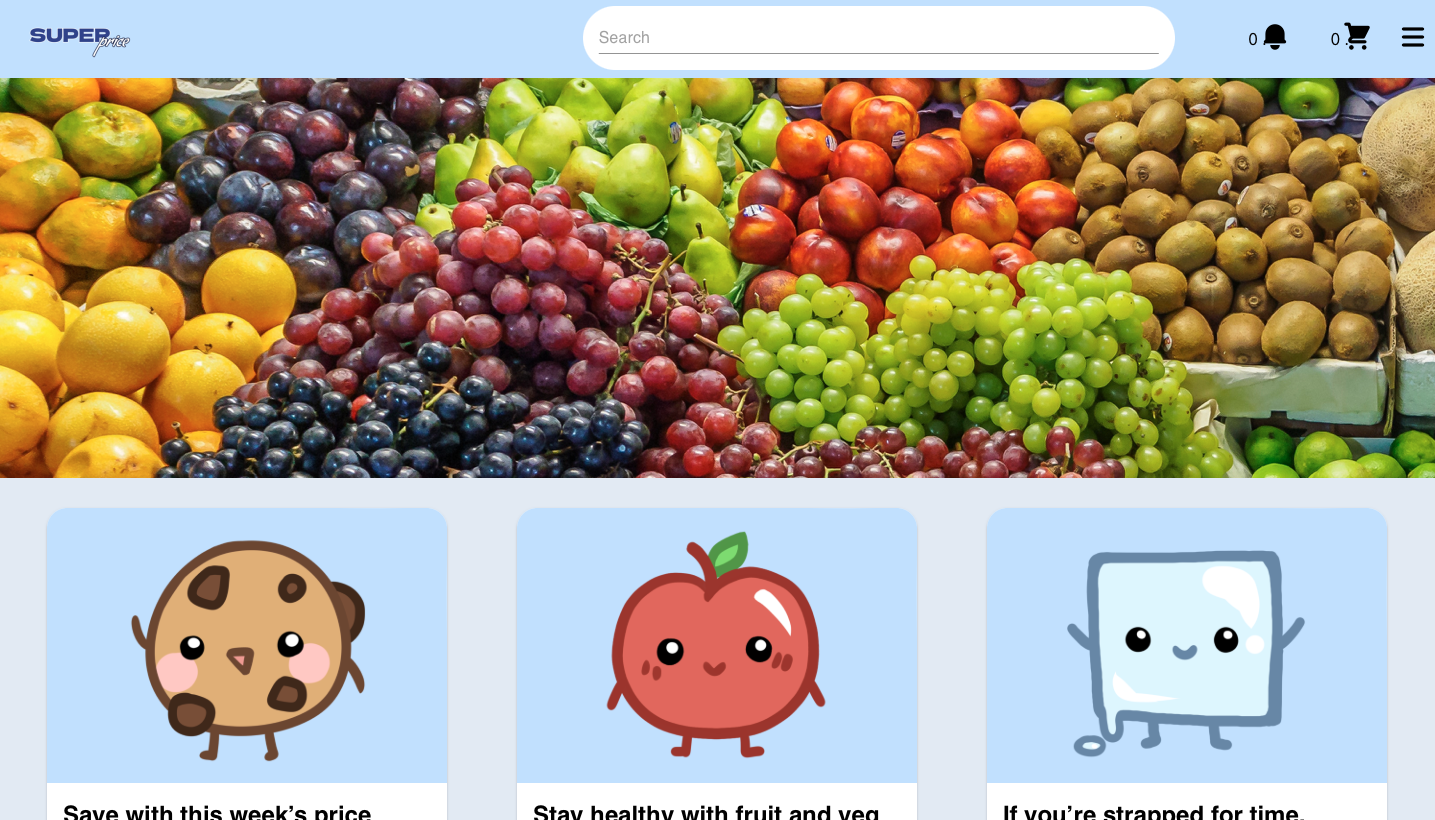 SUPER
price
Search
0
0
Save with this week's price
Stay healthy with fruit and veg
If you're strapped for time,